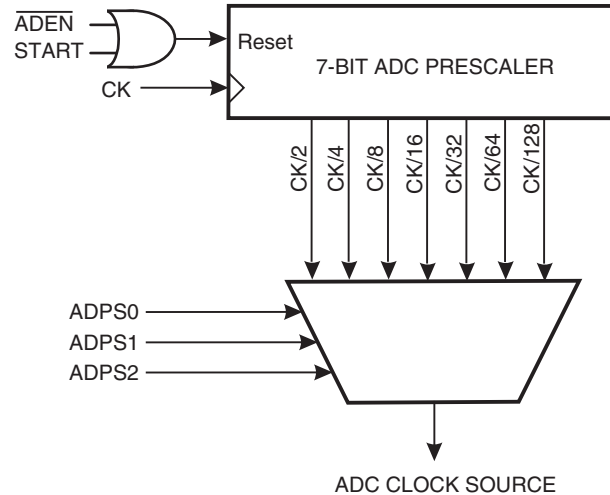 ADEN
START
Reset
7-BIT ADC PRESCALER
CK
CK/2
CK/4
CK/8
CK/16
CK/32
CK/64
CK/128
ADPS0
ADPS1
ADPS2
ADC CLOCK SOURCE